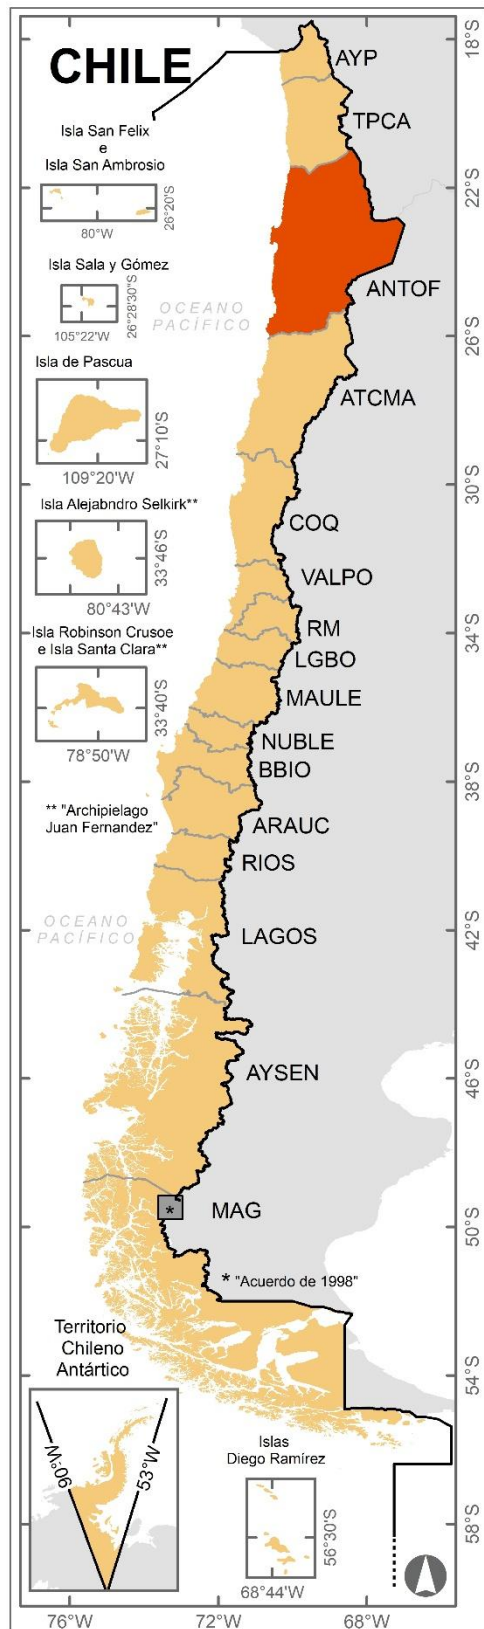 CHILE
Isla San Felix
e
Isla San Ambrosio
80°W
26°20'S
Isla Sala y Gómez
105°22'W
26°28'30"S
OCEANO
PACÍFICO
Isla de Pascua
109°20'W
27°10'S
Isla Alejabndro Selkirk**
80°43'W
33°46'S
Isla Robinson Crusoe
e Isla Santa Clara**
78°50'W
33°40'S
** "Archipielago
Juan Fernandez"
OCEANO
PACÍFICO
AYP
TPCA
ANTOF
ATCMA
COQ
VALPO
RM
LGBO
MAULE
NUBLE
BBIO
ARAUC
RIOS
LAGOS
AYSEN
MAG
*
* "Acuerdo de 1998"
Territorio
Chileno
Antártico
90°W
53°W
Islas
Diego Ramírez
68°44'W
56°30'S
18°S
22°S
26°S
30°S
34°S
38°S
42°S
46°S
50°S
54°S
58°S
76°W
72°W
68°W